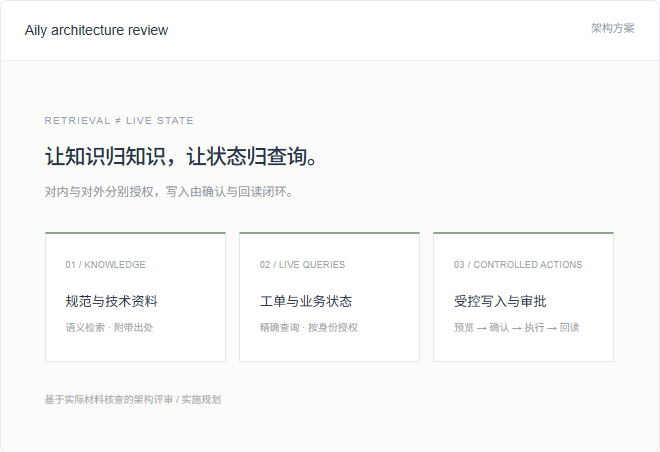 Aily architecture review
架构方案
RETRIEVAL ≠ LIVE STATE
让知识归知识，让状态归查询。
对内与对外分别授权，写入由确认与回读闭环。
01 / KNOWLEDGE
规范与技术资料
语义检索 · 附带出处
02 / LIVE QUERIES
工单与业务状态
精确查询 · 按身份授权
03 / CONTROLLED ACTIONS
受控写入与审批
预览 → 确认 → 执行 → 回读
基于实际材料核查的架构评审 / 实施规划